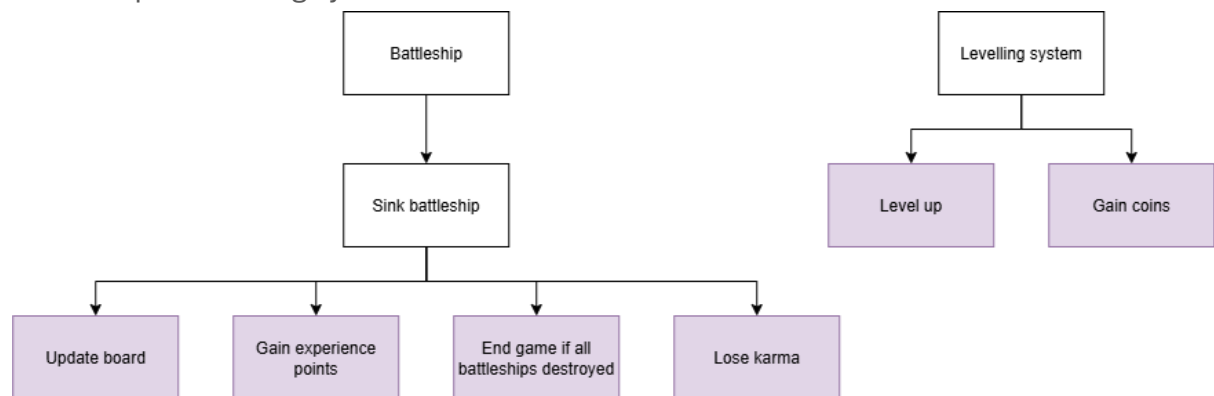 Battleship
Levelling system
Sink battleship
Level up
Gain coins
Update board
Gain experience
points
End game if all
battleships destroyed
Lose karma